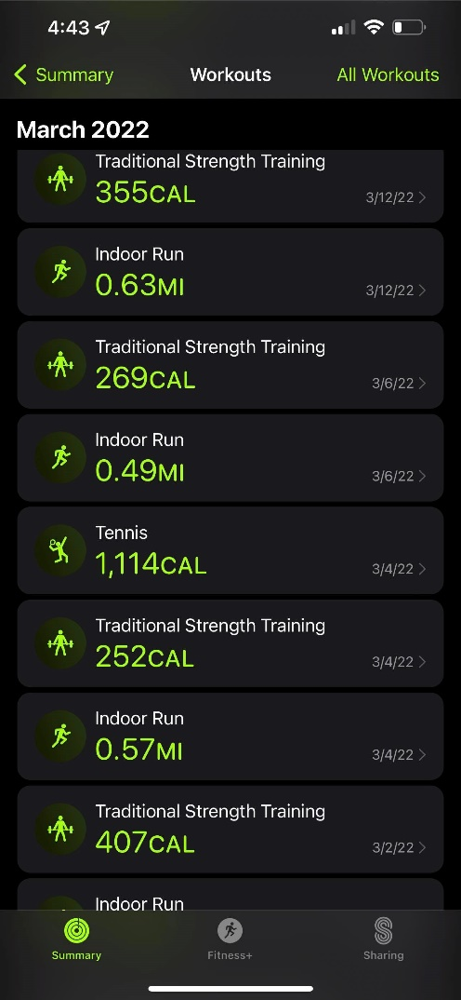 4:43
Summary Workouts All Workouts
March 2022
Traditional Strength Training
355CAL
3/12/22
Indoor Run
0.63MI
3/12/22
Traditional Strength Training
269CAL
3/6/22
Indoor Run
0.49MI
3/6/22
Tennis
1,114CAL
3/4/22
Traditional Strength Training
252CAL
3/4/22
Indoor Run
0.57MI
3/4/22
Traditional Strength Training
407CAL
3/2/22
Indoor Run
Summary Fitness+ Sharing